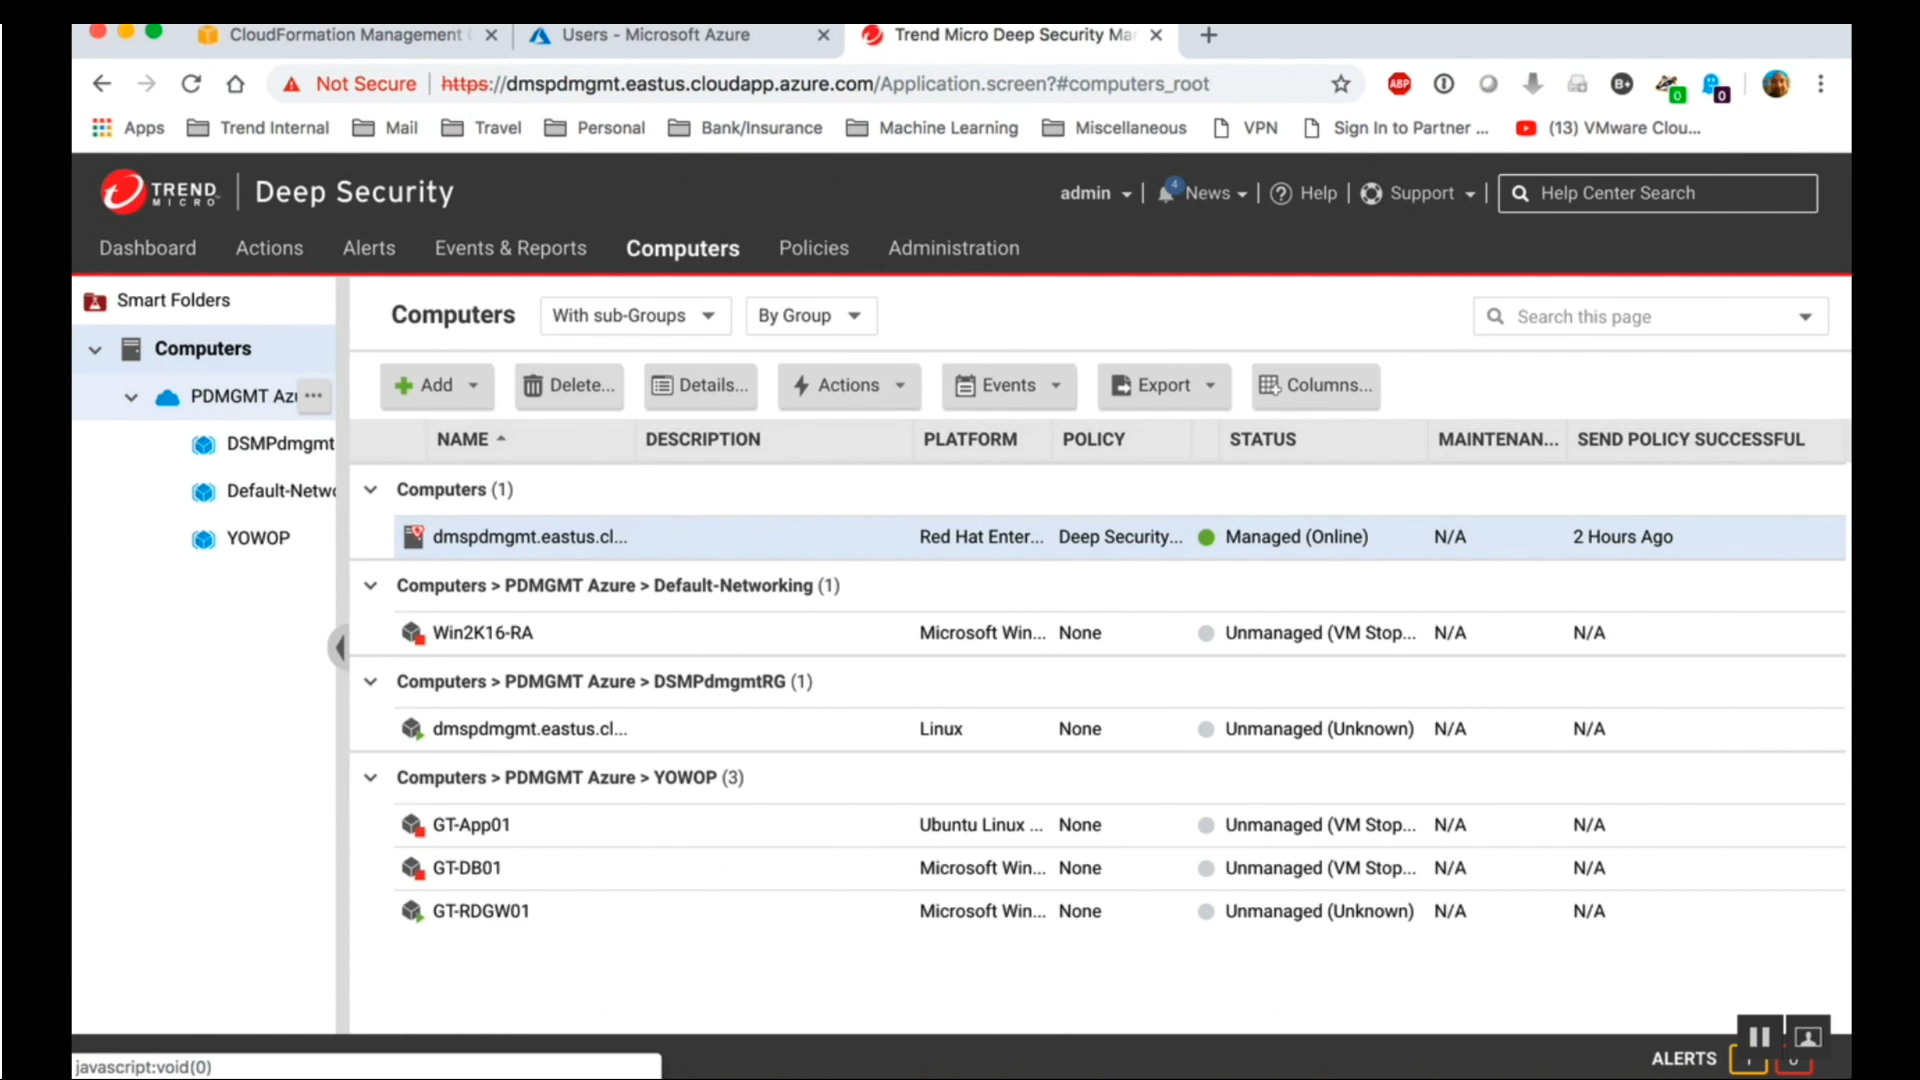 CloudFormation Management
Users - Microsoft Azure
Trend Micro Deep Security Mar
Not Secure
https://dmspdmgmt.eastus.cloudapp.azure.com/Application.screen?#computers_root
ABP
B+
0
0
Apps
Trend Internal
Mail
Travel
Personal
Bank/Insurance
Machine Learning
Miscellaneous
VPN
Sign In to Partner ...
(13) VMware Clou...
TREND MICRO
Deep Security
admin
4
News
Help
Support
Help Center Search
Dashboard
Actions
Alerts
Events & Reports
Computers
Policies
Administration
Smart Folders
Computers
PDMGMT Az
DSMPdmgmt
Default-Netwo
YOWOP
Computers
With sub-Groups
By Group
Search this page
Add
Delete...
Details...
Actions
Events
Export
Columns...
NAME
DESCRIPTION
PLATFORM
POLICY
STATUS
MAINTENAN...
SEND POLICY SUCCESSFUL
Computers (1)
dmspdmgmt.eastus.cl... Red Hat Enter... Deep Security... Managed (Online) N/A 2 Hours Ago
Computers > PDMGMT Azure > Default-Networking (1)
Win2K16-RA Microsoft Win... None Unmanaged (VM Stop... N/A N/A
Computers > PDMGMT Azure > DSMPdmgmtRG (1)
dmspdmgmt.eastus.cl... Linux None Unmanaged (Unknown) N/A N/A
Computers > PDMGMT Azure > YOWOP (3)
GT-App01 Ubuntu Linux ... None Unmanaged (VM Stop... N/A N/A
GT-DB01 Microsoft Win... None Unmanaged (VM Stop... N/A N/A
GT-RDGW01 Microsoft Win... None Unmanaged (Unknown) N/A N/A
javascript:void(0)
ALERTS